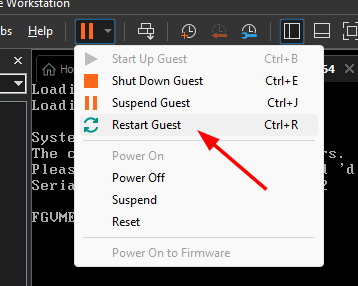 Workstation
bs Help
Start Up Guest Ctrl+B
Ho
64
Loadi
Shut Down Guest Ctrl+E
Loadi
Suspend Guest Ctrl+J
Restart Guest Ctrl+R
Syste
The c
rs.
Power On
Pleas
'd
Power Off
Seria
2
Suspend
FGVME
Reset
Power On to Firmware